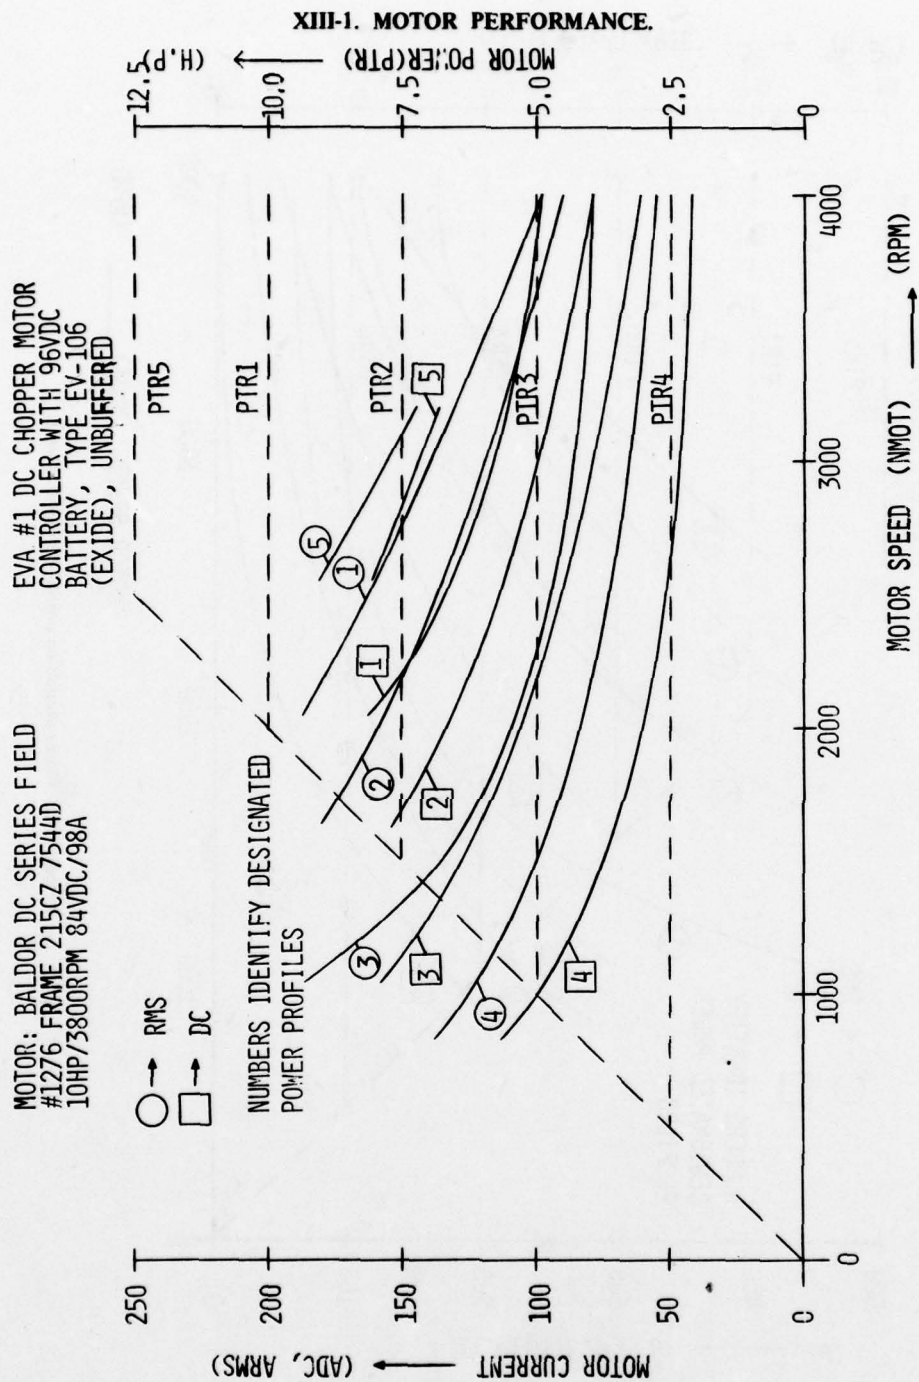 XIII-1. MOTOR PERFORMANCE.
MOTOR: BALDOR DC SERIES FIELD
#1276 FRAME 215CZ 7544D
10HP/3800RPM 84VDC/98A
EVA #1 DC CHOPPER MOTOR
CONTROLLER WITH 96VDC
BATTERY, TYPE EV-106
(EXIDE), UNBUFFERED
○ → RMS
□ → DC
NUMBERS IDENTIFY DESIGNATED
POWER PROFILES
MOTOR CURRENT → (ADC, ARMS)
250
200
150
100
50
0
0
1000
2000
3000
4000
MOTOR SPEED (NMOT) → (RPM)
MOTOR POWER(PTR) → (H.P.)
12.5
10.0
7.5
5.0
2.5
0
PTR5
PTR1
PTR2
PTR3
PTR4
5
1
5
1
2
2
3
3
4
4